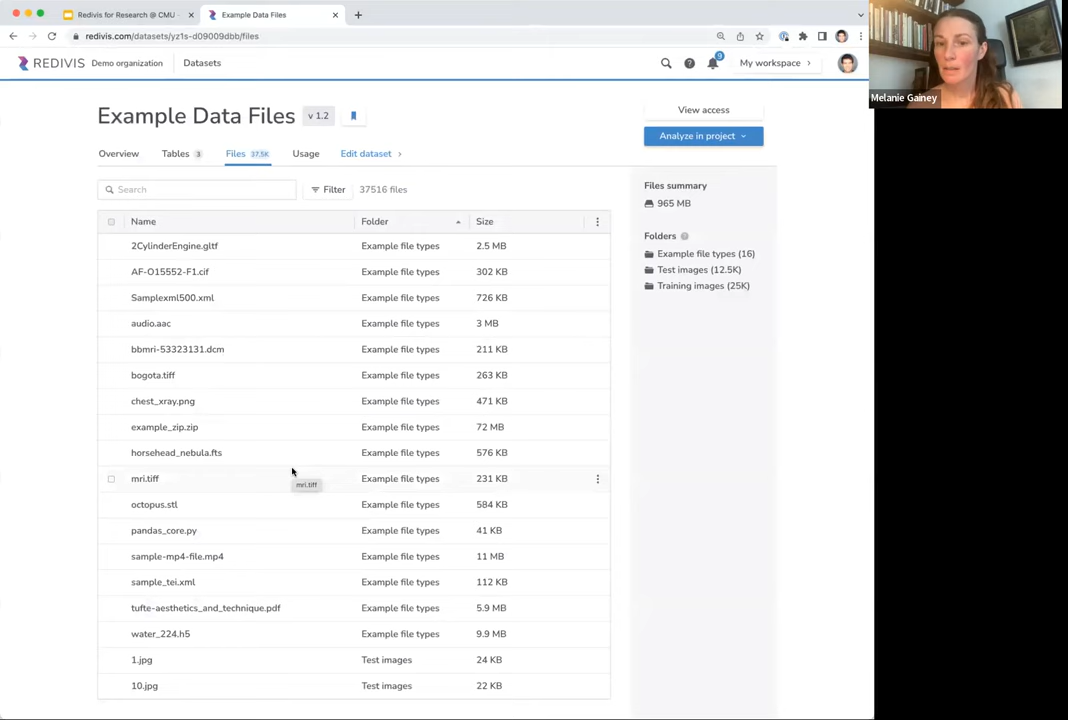 Redivis for Research @ CMU
Example Data Files
redivis.com/datasets/yz1s-d09009dbb/files
REDIVIS Demo organization Datasets
9
My workspace
Melanie Gainey
Example Data Files v 1.2
View access
Analyze in project
Overview Tables 3 Files 37.5K Usage Edit dataset
Search Filter 37516 files
Name Folder Size
2CylinderEngine.gltf Example file types 2.5 MB
AF-O15552-F1.cif Example file types 302 KB
Samplexml500.xml Example file types 726 KB
audio.aac Example file types 3 MB
bbmri-53323131.dcm Example file types 211 KB
bogota.tiff Example file types 263 KB
chest_xray.png Example file types 471 KB
example_zip.zip Example file types 72 MB
horsehead_nebula.fts Example file types 576 KB
mri.tiff Example file types 231 KB
mri.tiff
octopus.stl Example file types 584 KB
pandas_core.py Example file types 41 KB
sample-mp4-file.mp4 Example file types 11 MB
sample_tei.xml Example file types 112 KB
tufte-aesthetics_and_technique.pdf Example file types 5.9 MB
water_224.h5 Example file types 9.9 MB
1.jpg Test images 24 KB
10.jpg Test images 22 KB
Files summary
965 MB
Folders
Example file types (16)
Test images (12.5K)
Training images (25K)